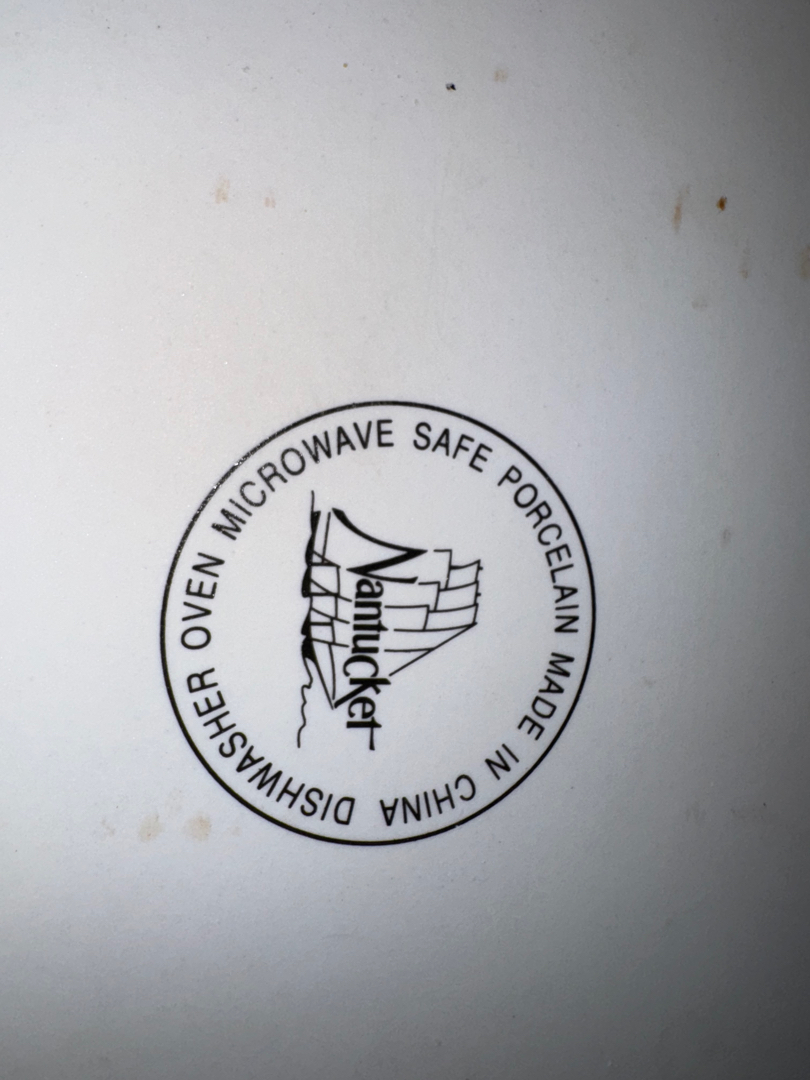 DISHWASHER OVEN MICROWAVE SAFE PORCELAIN MADE IN CHINA
Nantucket